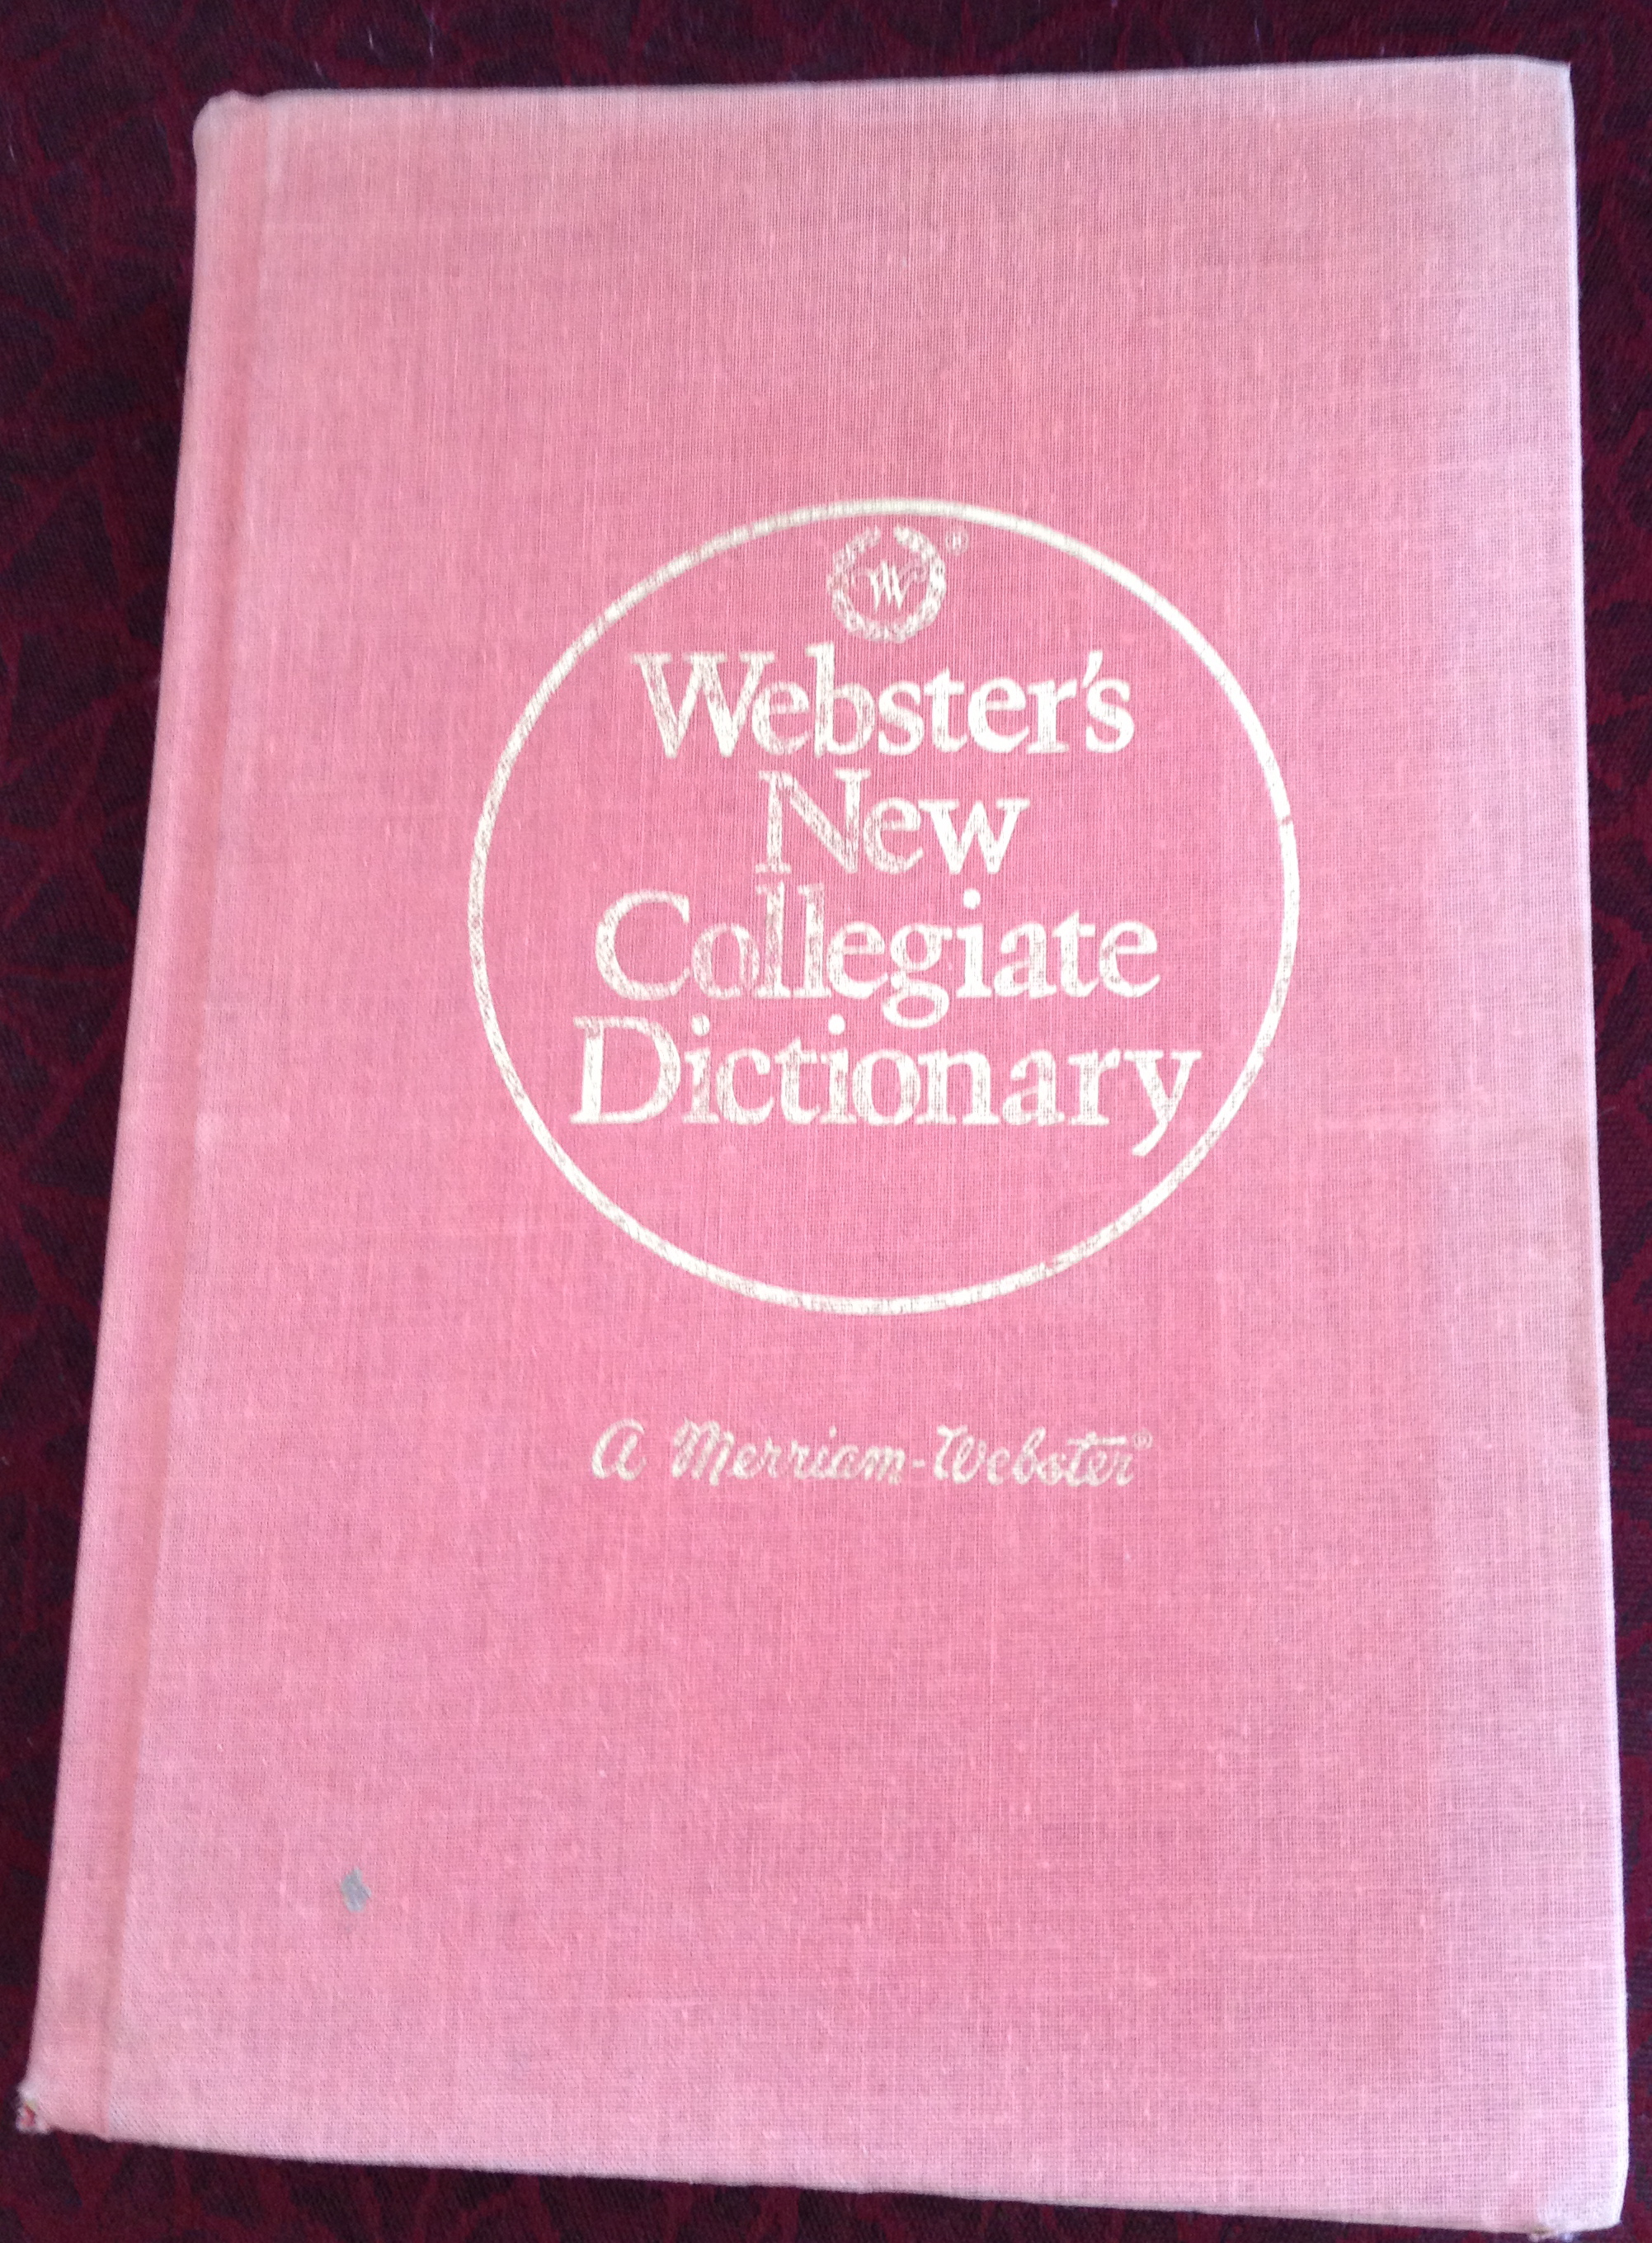 W®
Webster's
New
Collegiate
Dictionary
A Merriam-Webster®